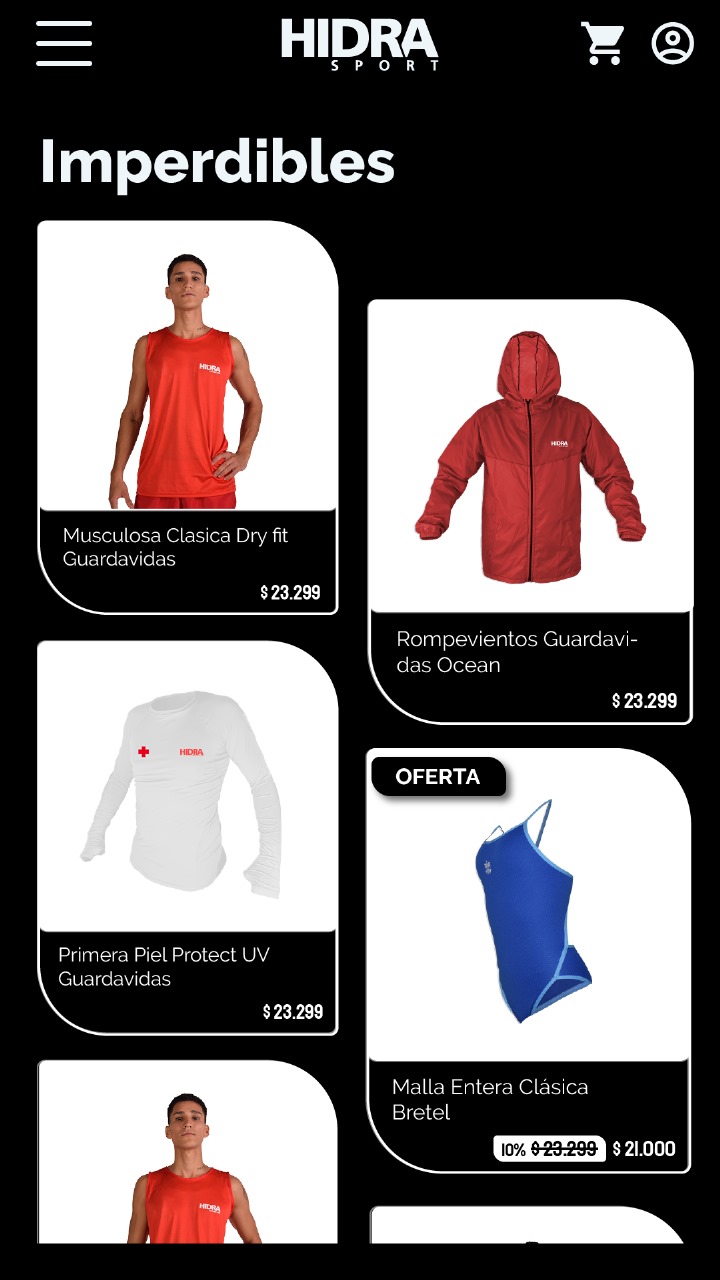 HIDRA
SPORT
Imperdibles
HIDRA
Musculosa Clasica Dry fit
Guardavidas
$ 23.299
HIDRA
Rompevientos Guardavi-
das Ocean
$ 23.299
HIDRA
Primera Piel Protect UV
Guardavidas
$ 23.299
OFERTA
Malla Entera Clásica
Bretel
10% $ 23.299 $ 21.000
HIDRA